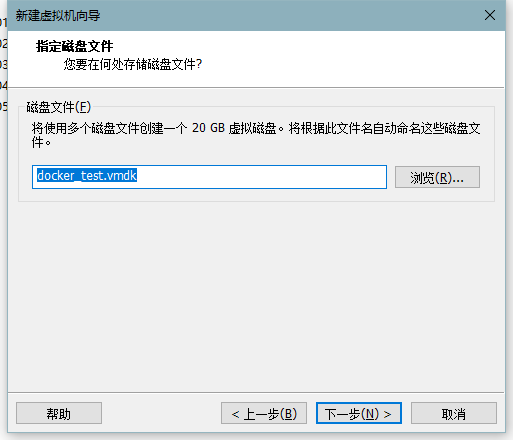 新建虚拟机向导
指定磁盘文件
您要在何处存储磁盘文件?
磁盘文件(F)
将使用多个磁盘文件创建一个 20 GB 虚拟磁盘。将根据此文件名自动命名这些磁盘文
件。
docker_test.vmdk
浏览(R)...
帮助
< 上一步(B)
下一步(N) >
取消